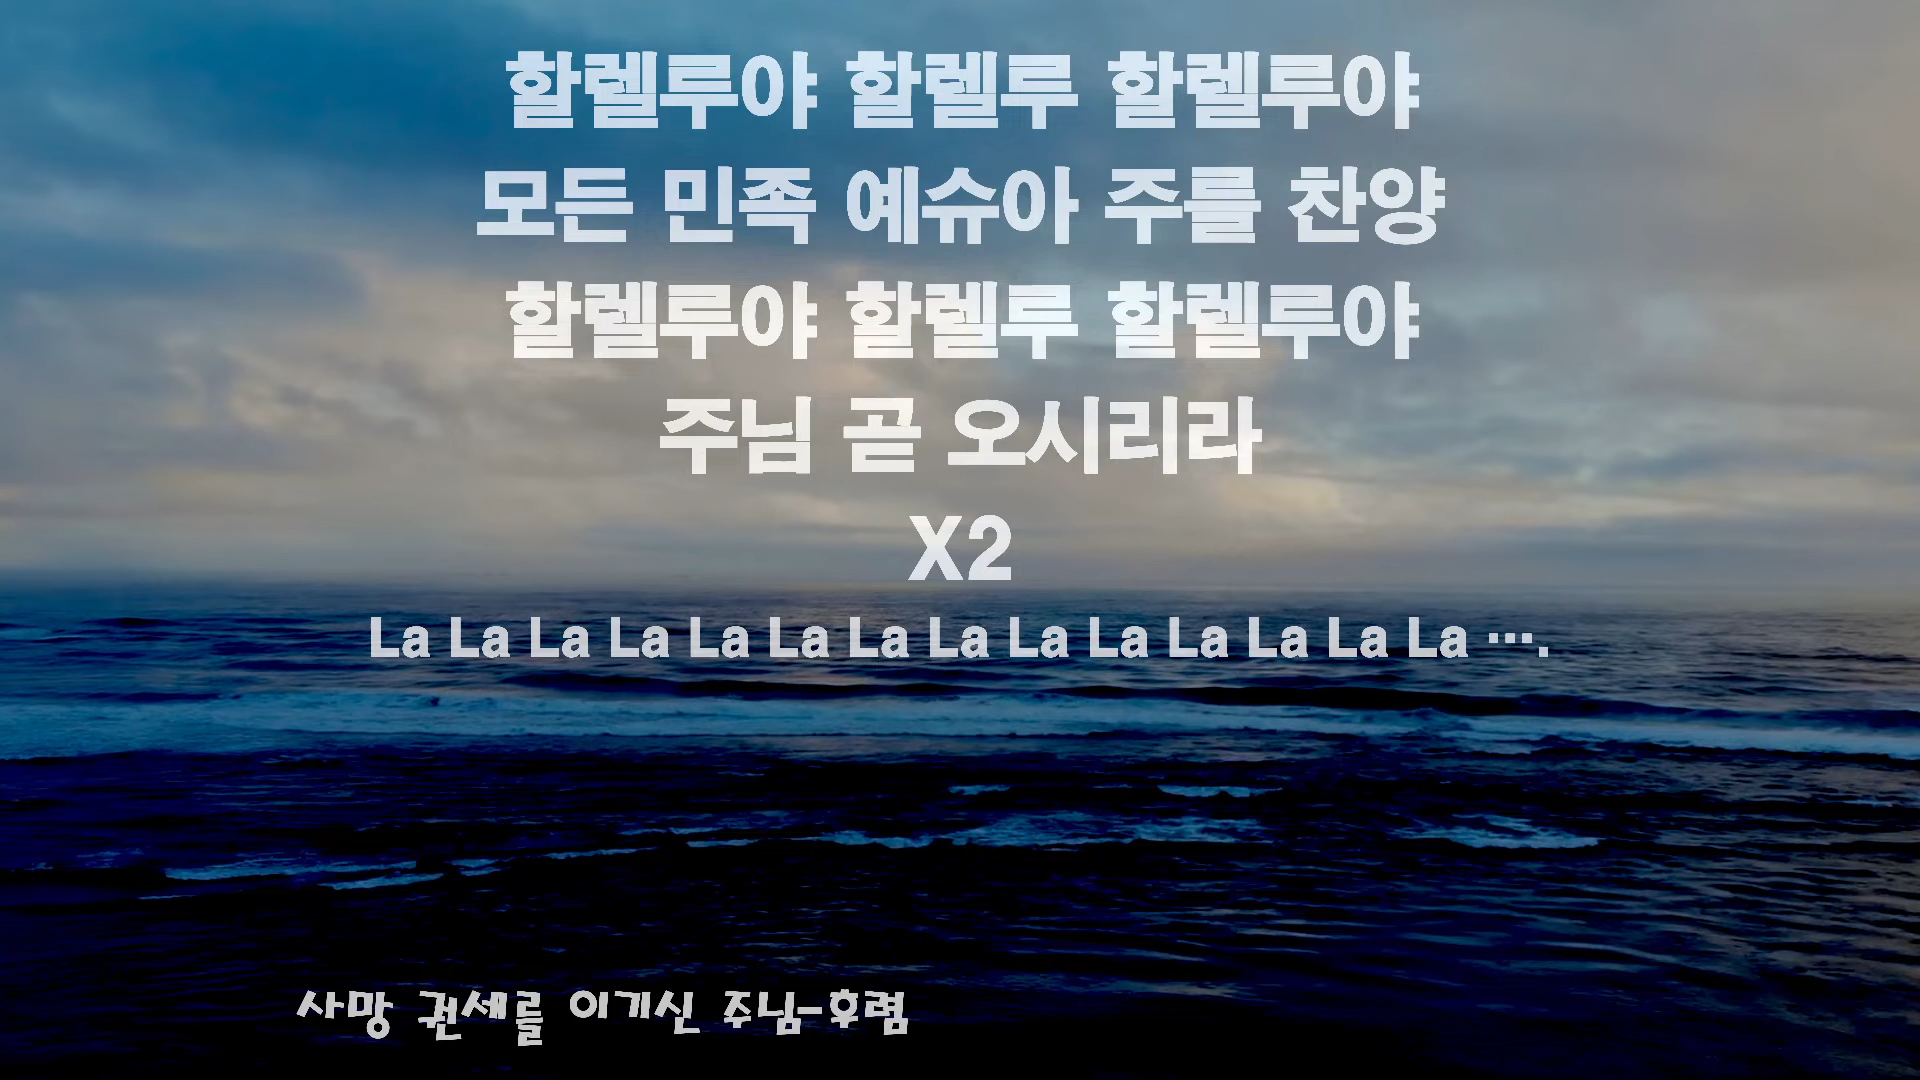 할렐루야 할렐루 할렐루야
모든 민족 예슈아 주를 찬양
할렐루야 할렐루 할렐루야
주님 곧 오시리라
X2
La La La La La La La La La La La La La La ….
사망 권세를 이기신 주님-후렴